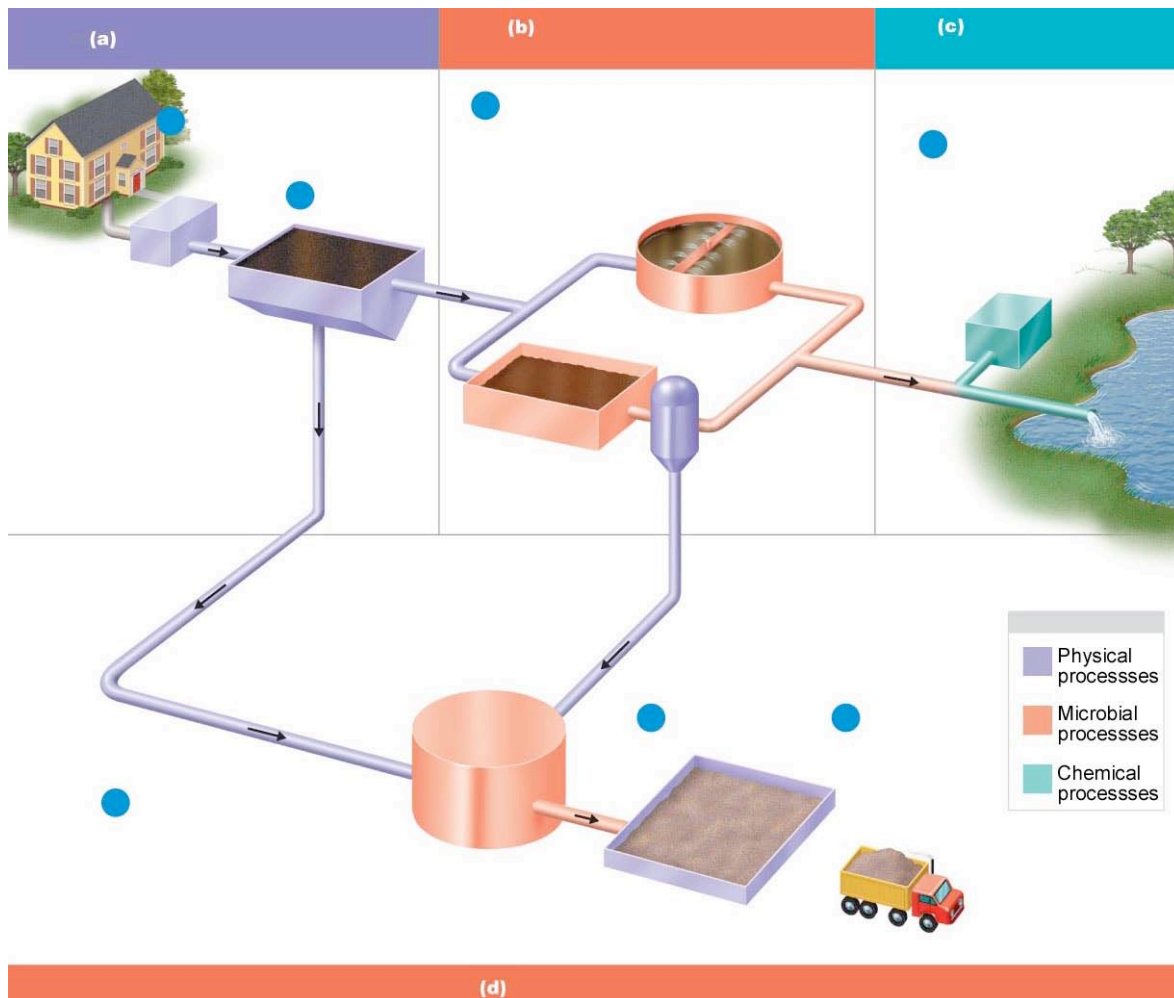 (a)
(b)
(c)
Physical
processses
Microbial
processses
Chemical
processses
(d)